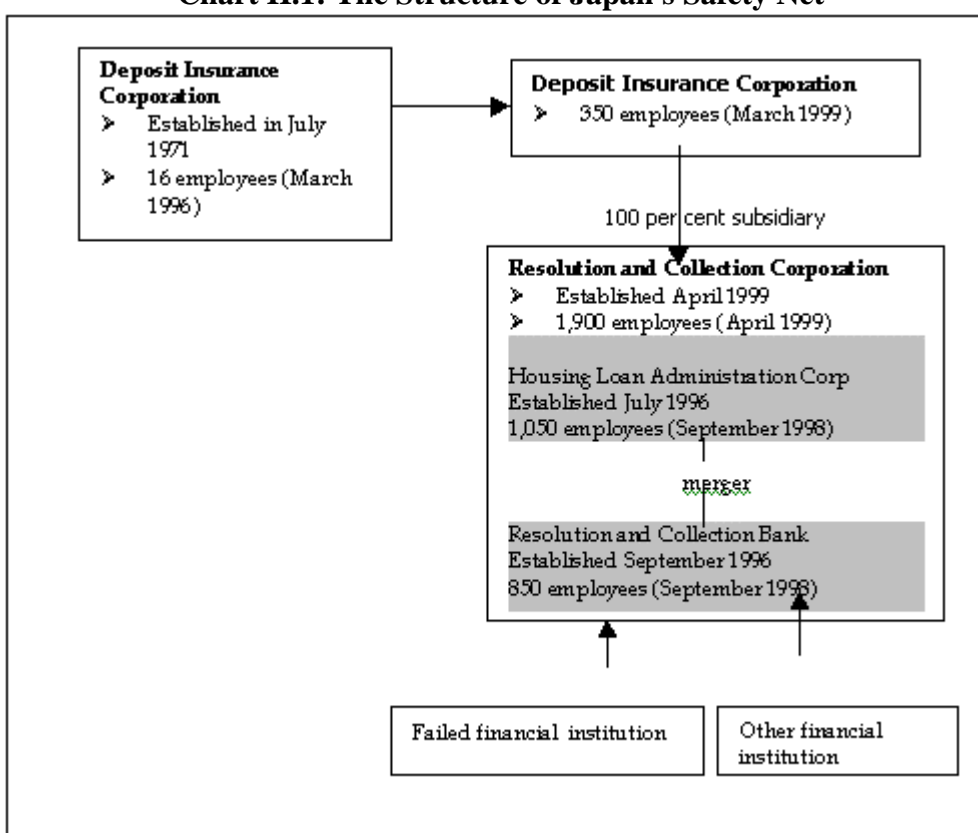 Chart II.1: The Structure of Japan's Safety Net
Deposit Insurance
Corporation
➢ Established in July
1971
➢ 16 employees (March
1996)
Deposit Insurance Corporation
➢ 350 employees (March 1999)
100 per cent subsidiary
Resolution and Collection Corporation
➢ Established April 1999
➢ 1,900 employees (April 1999)
Housing Loan Administration Corp
Established July 1996
1,050 employees (September 1998)
merger
Resolution and Collection Bank
Established September 1996
850 employees (September 1998)
Failed financial institution
Other financial
institution